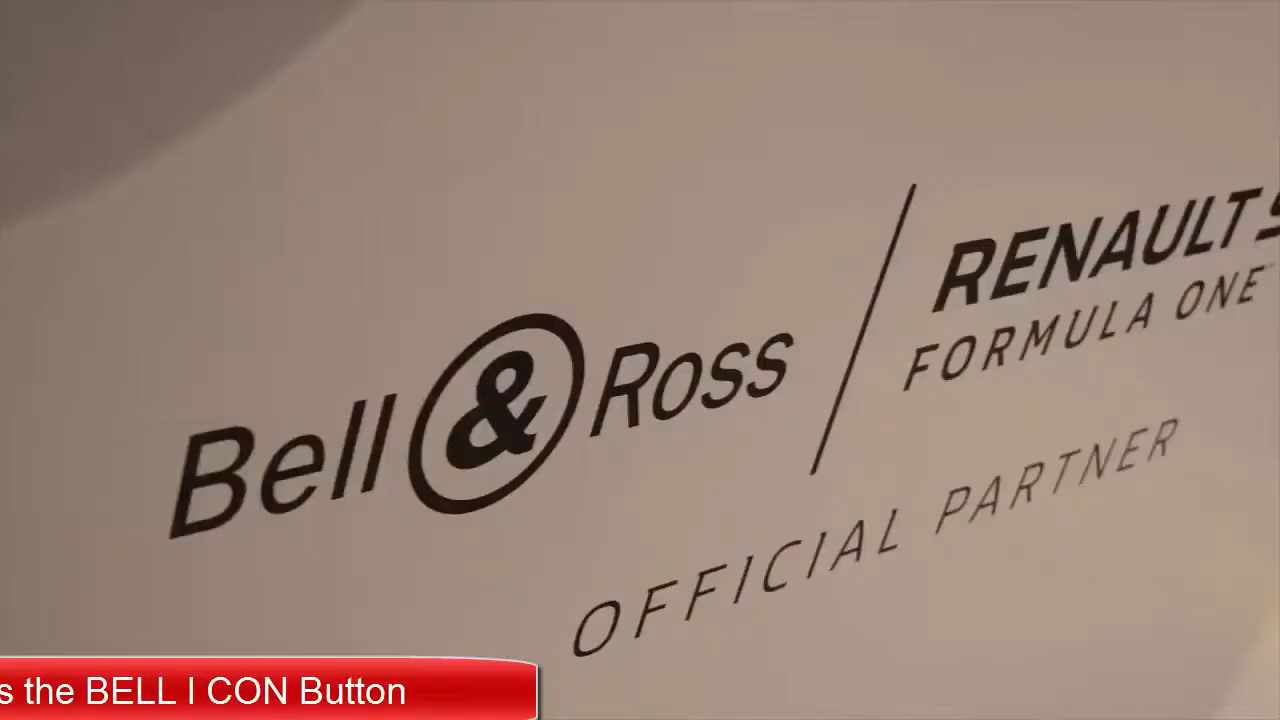 Bell & Ross
RENAULT
FORMULA ONE
OFFICIAL PARTNER
s the BELL I CON Button